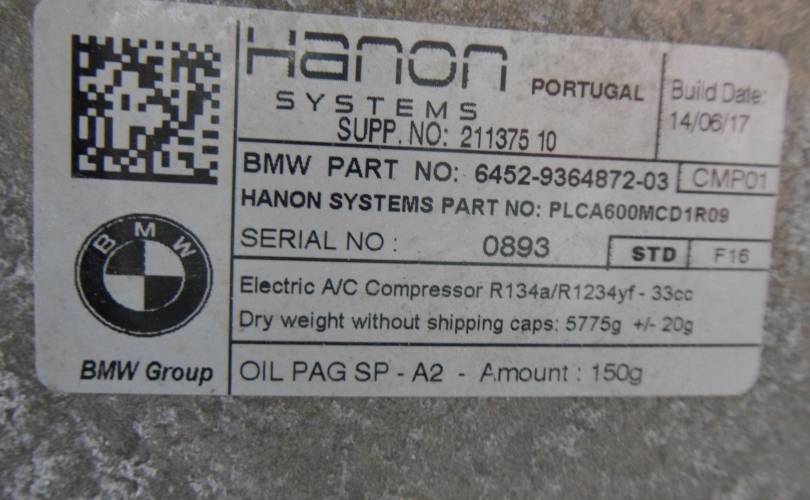 Hanon
SYSTEMS
PORTUGAL
Build Date:
14/06/17
SUPP. NO: 211375 10
BMW PART NO: 6452-9364872-03 CMP01
HANON SYSTEMS PART NO: PLCA600MCD1R09
SERIAL NO : 0893 STD F16
Electric A/C Compressor R134a/R1234yf - 33cc
Dry weight without shipping caps: 5775g +/- 20g
OIL PAG SP - A2 - Amount : 150g
BMW
BMW Group